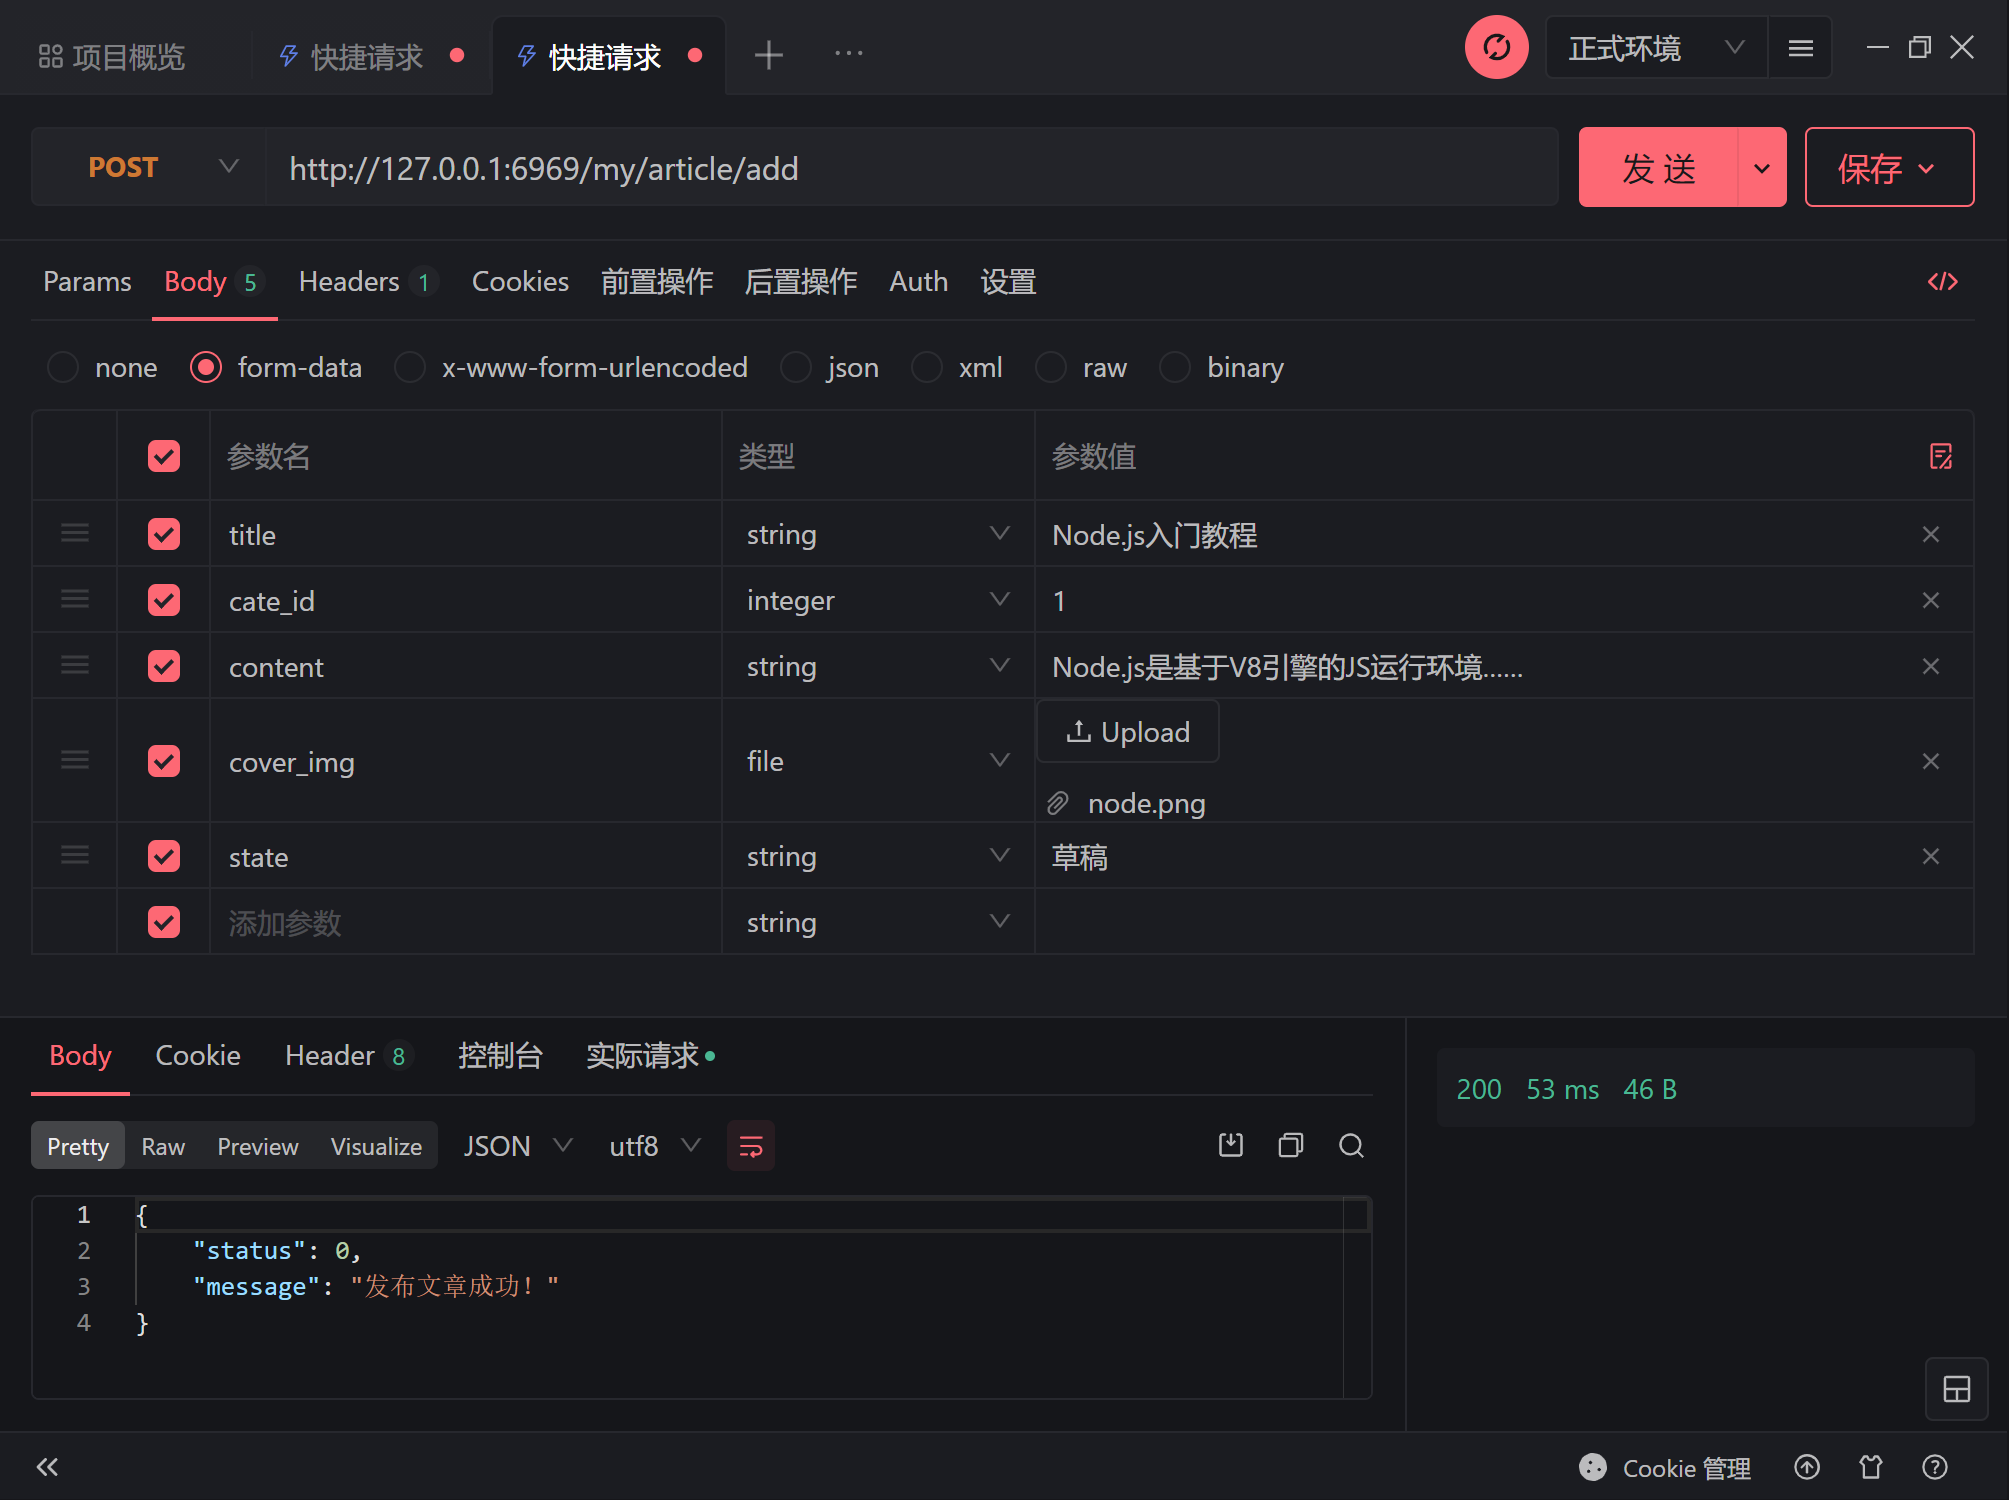 项目概览 快捷请求 快捷请求 正式环境
POST http://127.0.0.1:6969/my/article/add 发 送 保存
Params Body 5 Headers 1 Cookies 前置操作 后置操作 Auth 设置
none form-data x-www-form-urlencoded json xml raw binary
参数名 类型 参数值
title string Node.js入门教程
cate_id integer 1
content string Node.js是基于V8引擎的JS运行环境......
cover_img file Upload
node.png
state string 草稿
添加参数 string
Body Cookie Header 8 控制台 实际请求
200 53 ms 46 B
Pretty Raw Preview Visualize JSON utf8
1 {
2 "status": 0,
3 "message": "发布文章成功！"
4 }
Cookie 管理